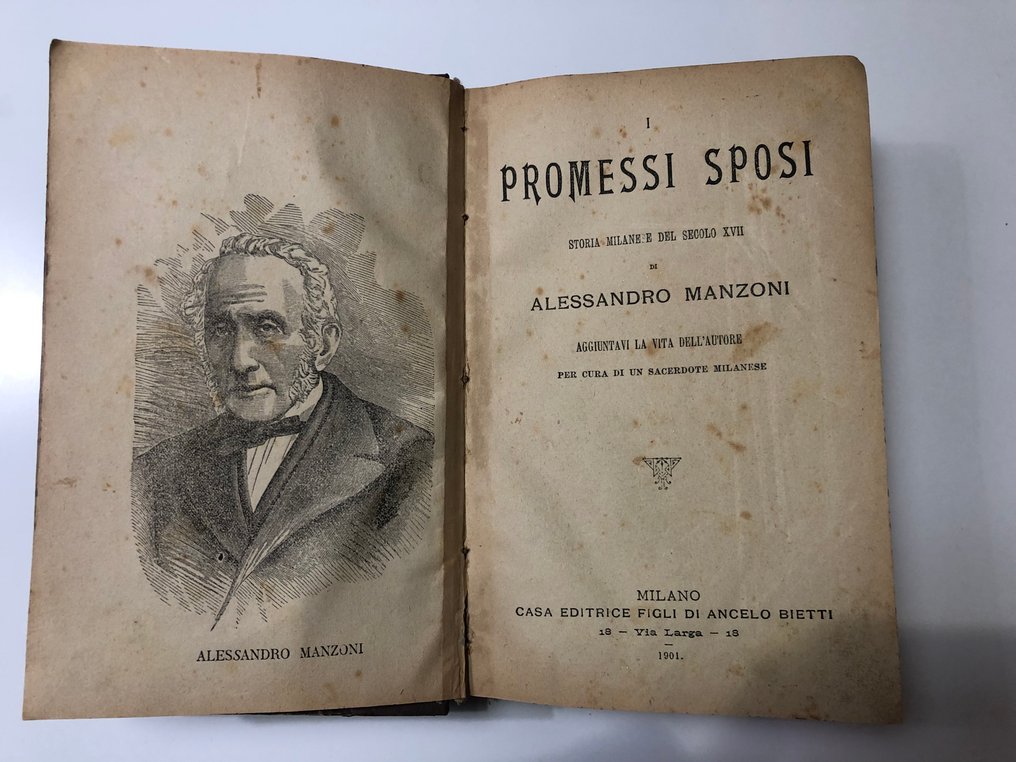 ALESSANDRO MANZONI
I
PROMESSI SPOSI
STORIA MILANESE DEL SECOLO XVII
DI
ALESSANDRO MANZONI
AGGIUNTAVI LA VITA DELL'AUTORE
PER CURA DI UN SACERDOTE MILANESE
MILANO
CASA EDITRICE FIGLI DI ANGELO BIETTI
18 — Via Larga — 18
1901.